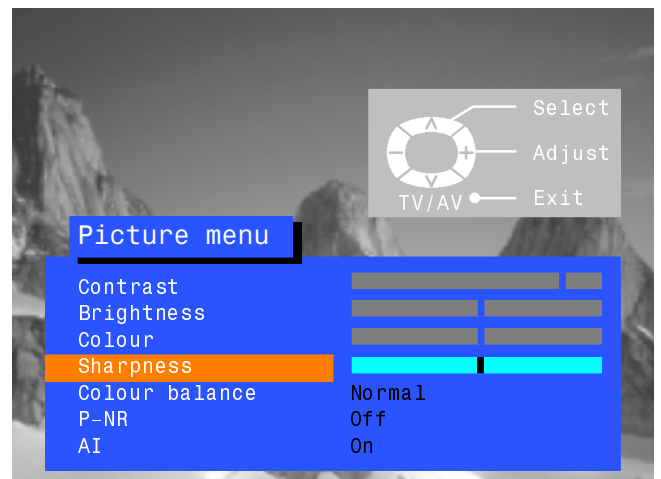 Select
Adjust
TV/AV Exit
Picture menu
Contrast
Brightness
Colour
Sharpness
Colour balance Normal
P-NR Off
AI On